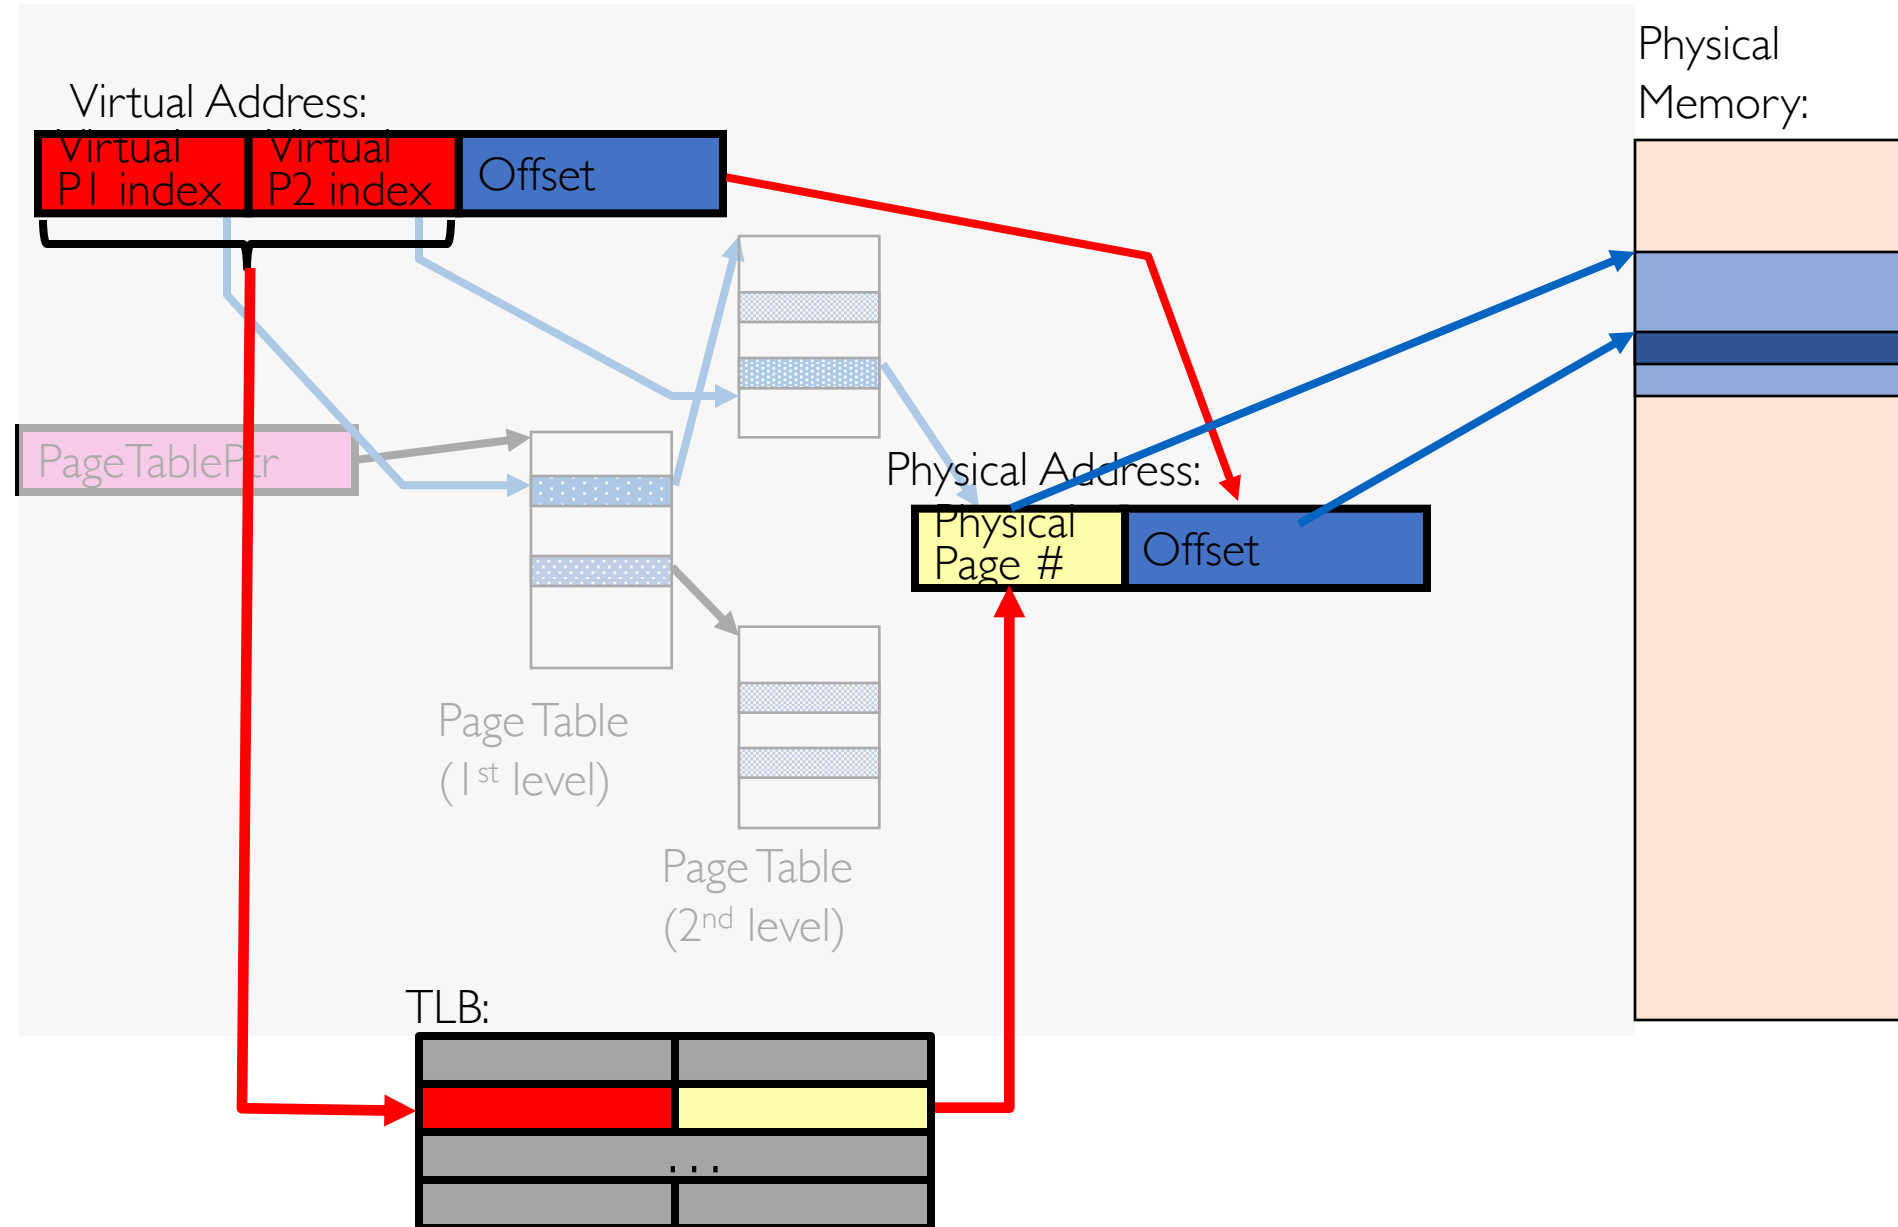 Physical
Memory:
Virtual Address:
Virtual
P1 index
Virtual
P2 index
Offset
PageTablePtr
Physical Address:
Physical
Page #
Offset
Page Table
(1st level)
Page Table
(2nd level)
TLB:
...